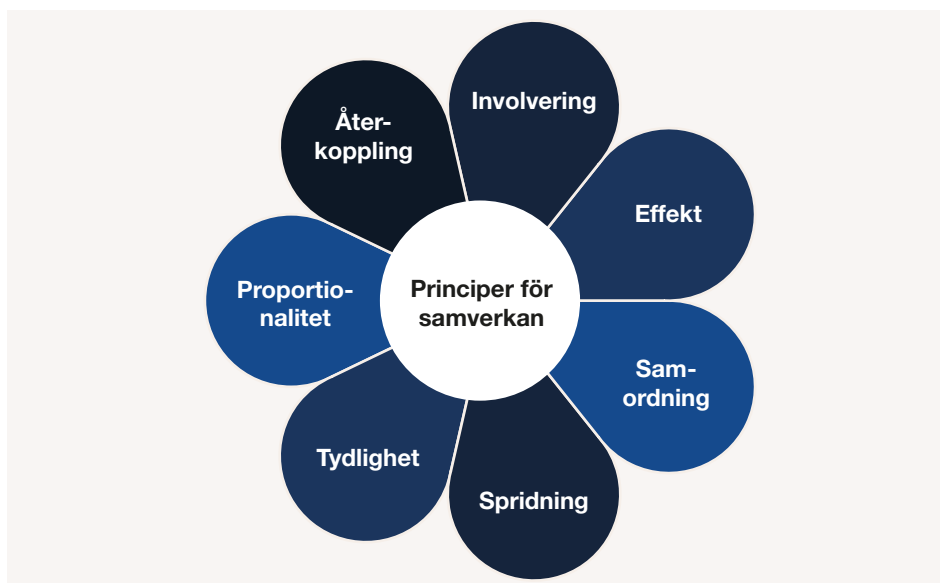 Involvering
Effekt
Sam-
ordning
Spridning
Tydlighet
Proportio-
nalitet
Åter-
koppling
Principer för
samverkan